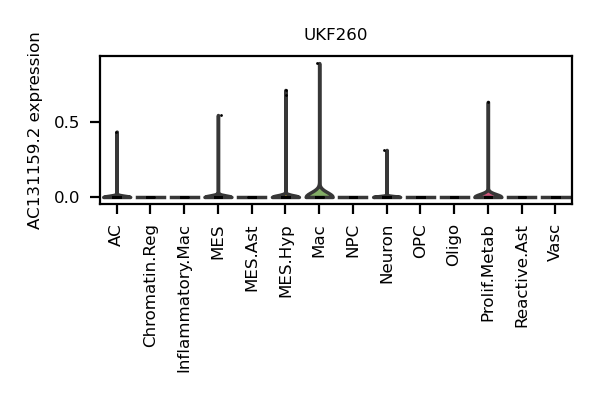 UKF260
AC131159.2 expression
0.5
0.0
AC
Chromatin.Reg
Inflammatory.Mac
MES
MES.Ast
MES.Hyp
Mac
NPC
Neuron
OPC
Oligo
Prolif.Metab
Reactive.Ast
Vasc